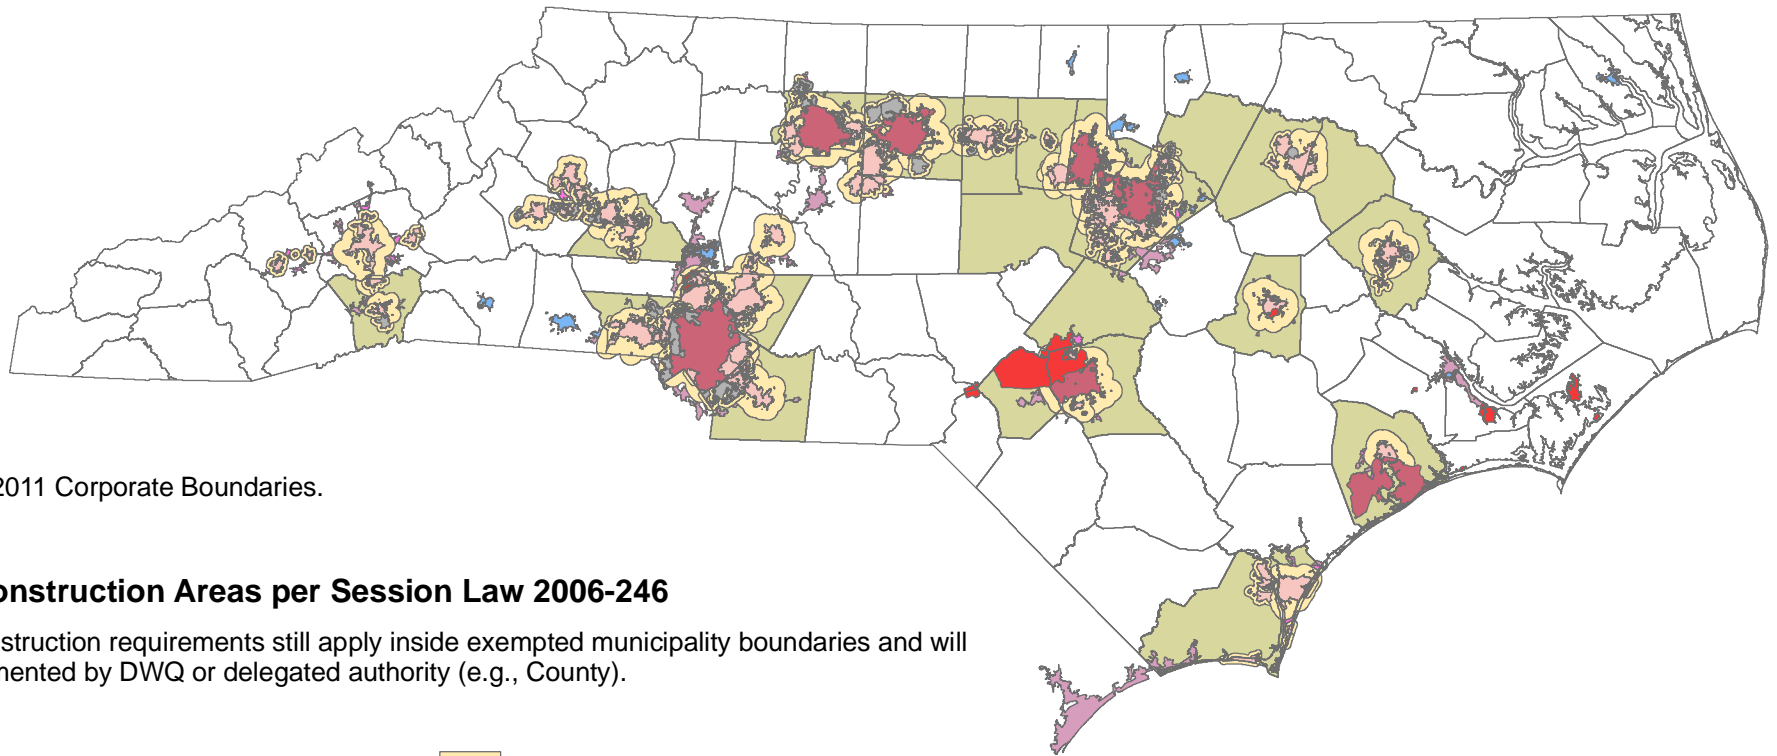 2011 Corporate Boundaries.
onstruction Areas per Session Law 2006-246
struction requirements still apply inside exempted municipality boundaries and will
mented by DWQ or delegated authority (e.g., County).